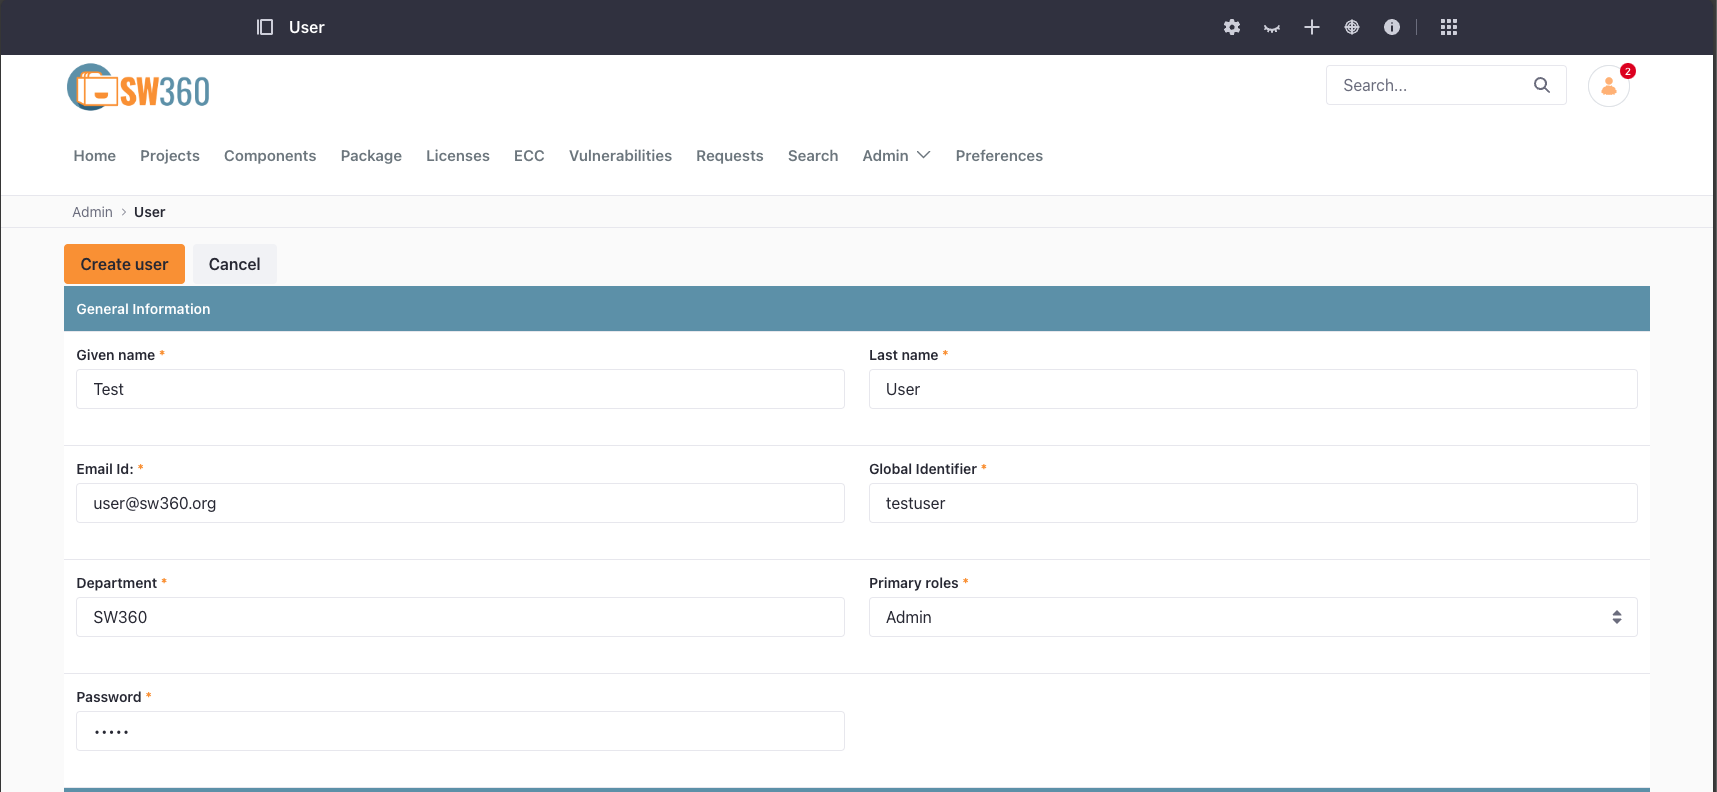 User
SW360
Search...
2
Home Projects Components Package Licenses ECC Vulnerabilities Requests Search Admin Preferences
Admin > User
Create user Cancel
General Information
Given name * Last name *
Test User
Email Id: * Global Identifier *
user@sw360.org testuser
Department * Primary roles *
SW360 Admin
Password *
•••••